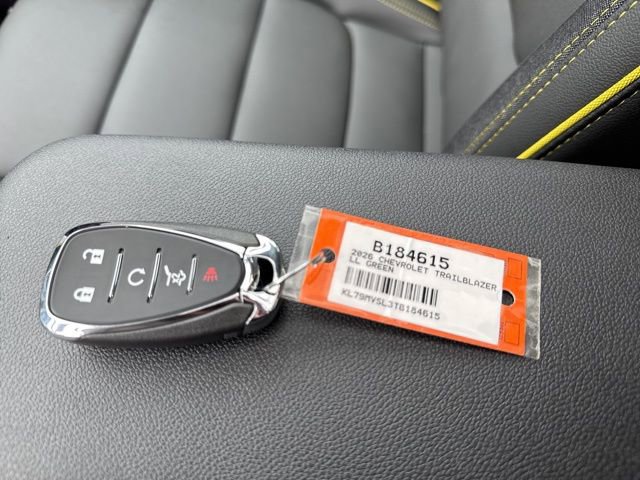 B184615
2026 CHEVROLET TRAILBLAZER
LL GREEN
KL79MVSL3TB184615